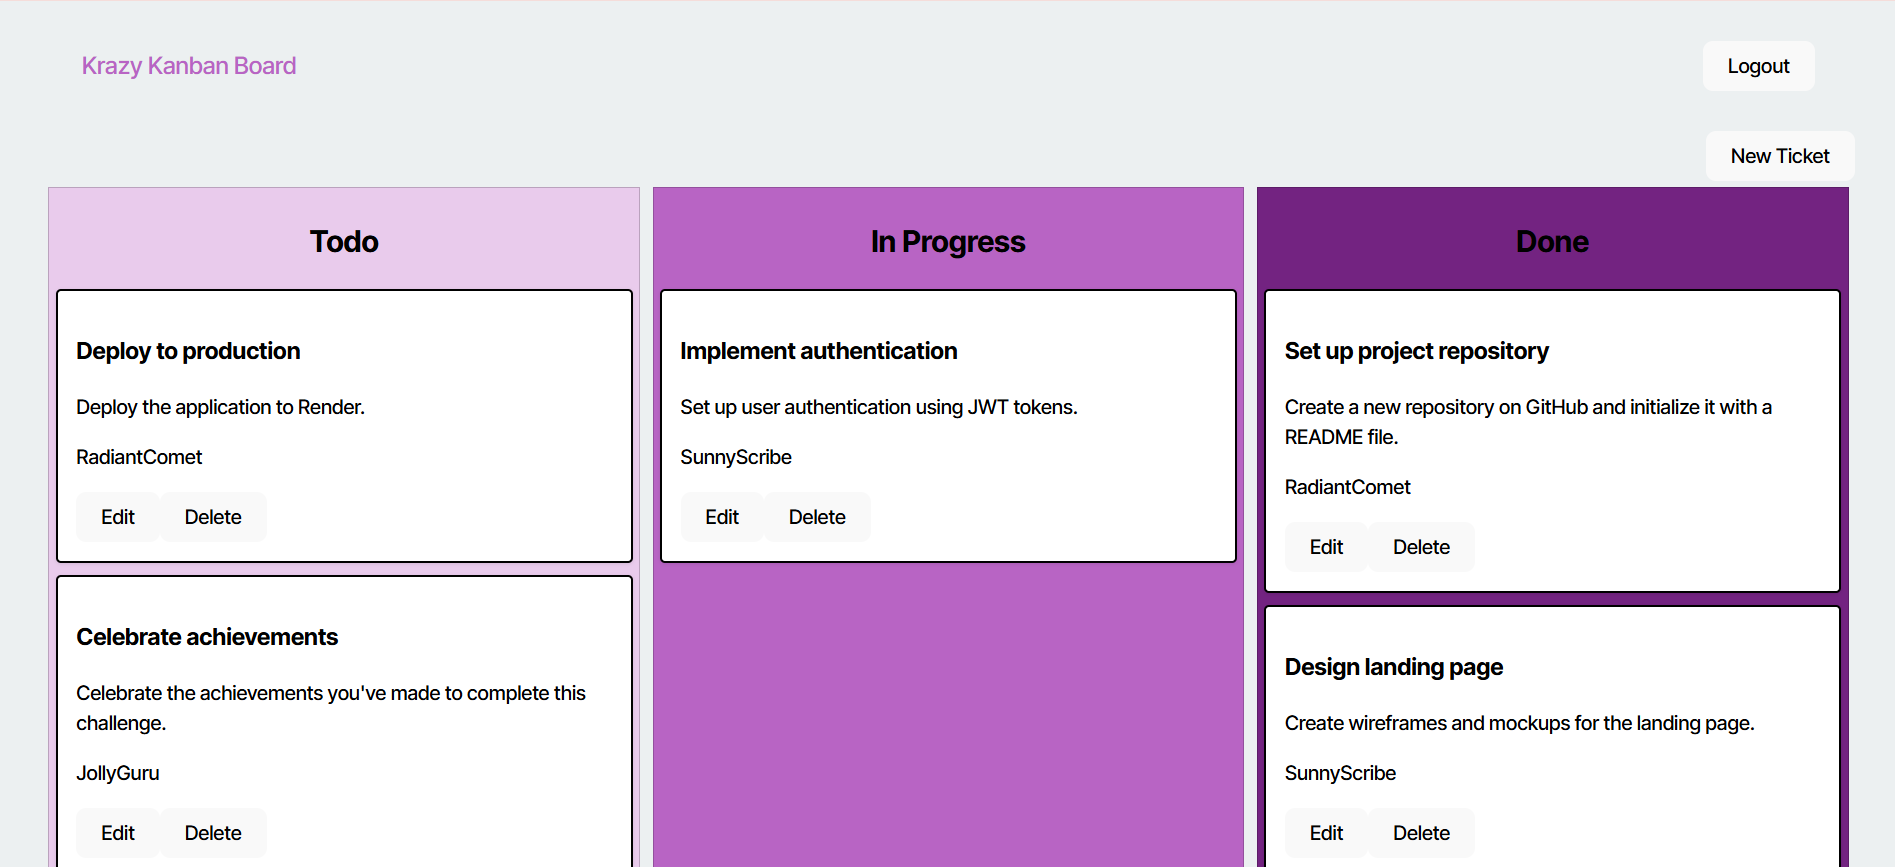 Krazy Kanban Board
Logout
New Ticket
Todo
Deploy to production
Deploy the application to Render.
RadiantComet
Edit Delete
Celebrate achievements
Celebrate the achievements you've made to complete this
challenge.
JollyGuru
Edit Delete
In Progress
Implement authentication
Set up user authentication using JWT tokens.
SunnyScribe
Edit Delete
Done
Set up project repository
Create a new repository on GitHub and initialize it with a
README file.
RadiantComet
Edit Delete
Design landing page
Create wireframes and mockups for the landing page.
SunnyScribe
Edit Delete